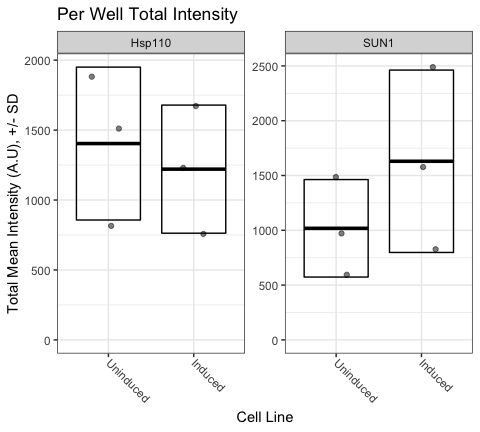 Per Well Total Intensity
Hsp110
SUN1
Total Mean Intensity (A.U), +/- SD
2000
1500
1000
500
0
2500
2000
1500
1000
500
0
Uninduced
Induced
Uninduced
Induced
Cell Line